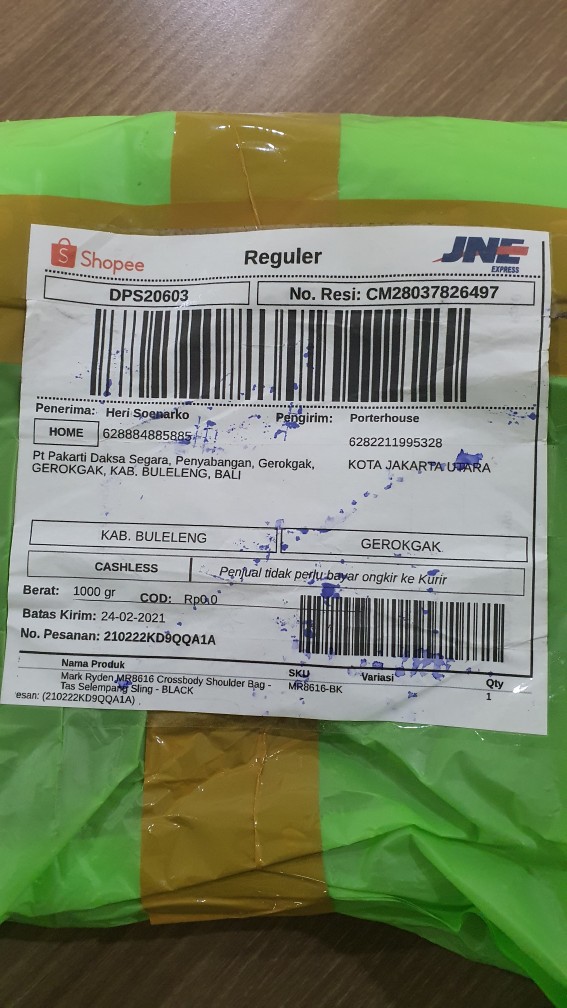 Shopee
Reguler
JNE
EXPRESS
DPS20603
No. Resi: CM28037826497
Penerima: Heri Soenarko
Pengirim: Porterhouse
HOME
628884885885
6282211995328
Pt Pakarti Daksa Segara, Penyabangan, Gerokgak,
GEROKGAK, KAB. BULELENG, BALI
KOTA JAKARTA UTARA
KAB. BULELENG
GEROKGAK
CASHLESS
Penjual tidak perlu bayar ongkir ke Kurir
Berat: 1000 gr
COD: Rp0,0
Batas Kirim: 24-02-2021
No. Pesanan: 210222KD9QQA1A
Nama Produk
SKU
Variasi
Qty
Mark Ryden MR8616 Crossbody Shoulder Bag -
Tas Selempang Sling - BLACK
MR8616-BK
1
esan: (210222KD9QQA1A)